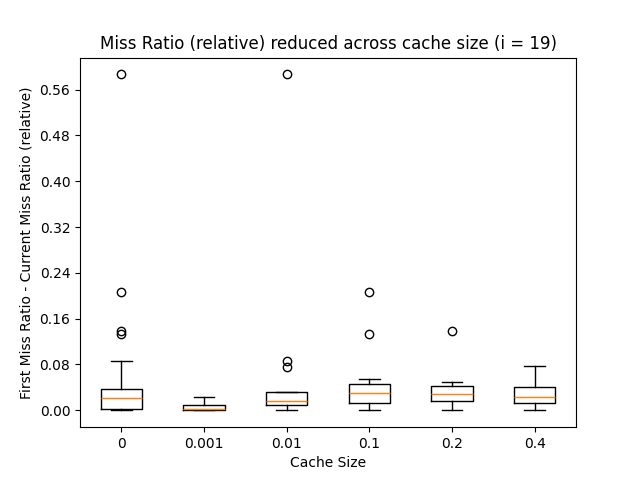 Miss Ratio (relative) reduced across cache size (i = 19)
First Miss Ratio - Current Miss Ratio (relative)
0.56
0.48
0.40
0.32
0.24
0.16
0.08
0.00
0 0.001 0.01 0.1 0.2 0.4
Cache Size